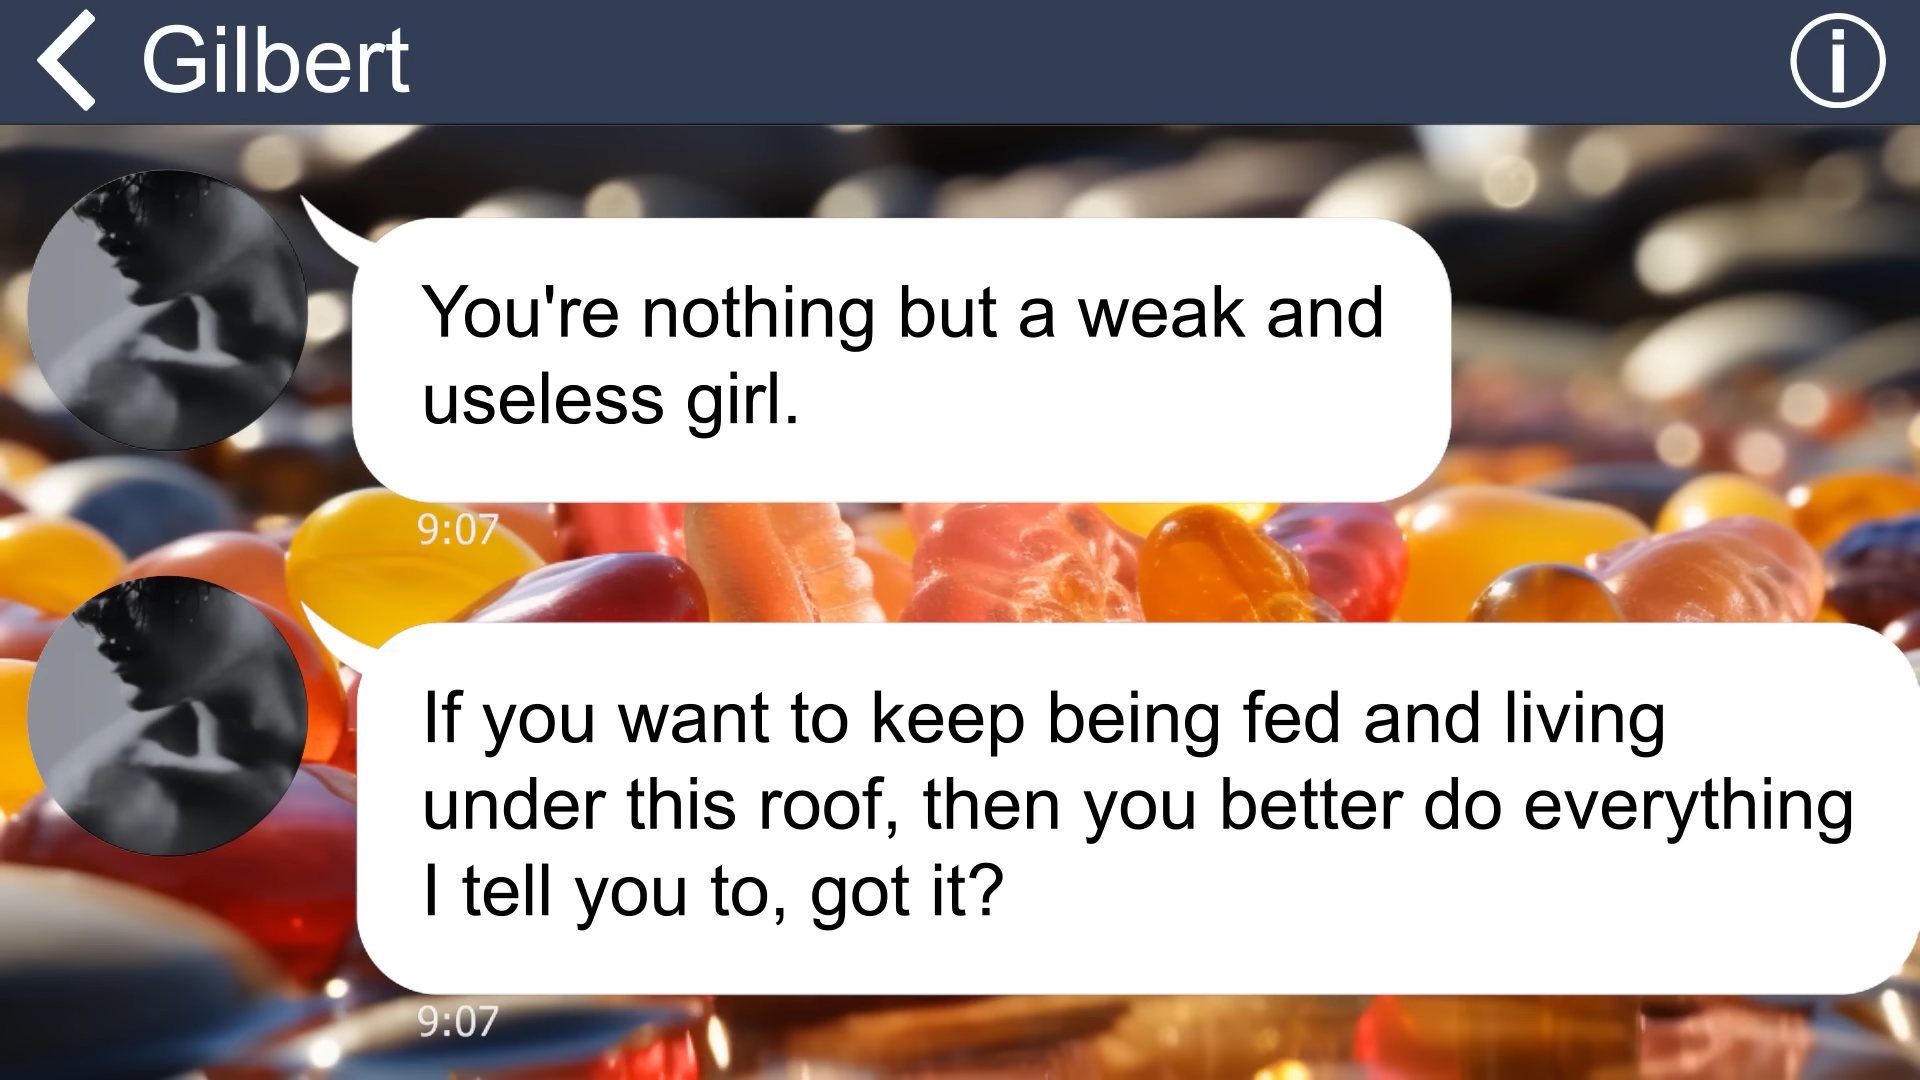 Gilbert
You're nothing but a weak and
useless girl.
9:07
If you want to keep being fed and living
under this roof, then you better do everything
I tell you to, got it?
9:07